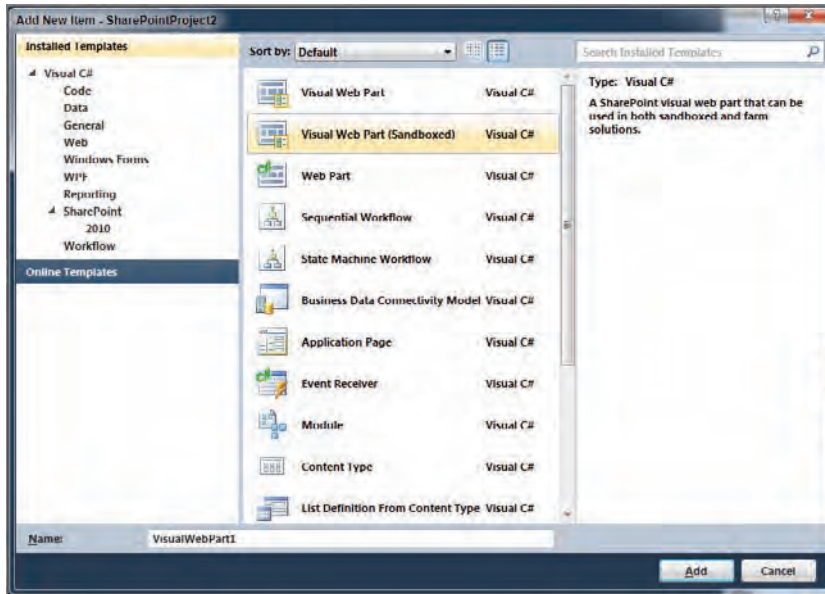 Add New Item - SharePointProject2
Installed Templates
Visual C#
Code
Data
General
Web
Windows Forms
WPF
Reporting
SharePoint
2010
Workflow
Online Templates
Sort by: Default
Visual Web Part Visual C#
Visual Web Part (Sandboxed) Visual C#
Web Part Visual C#
Sequential Workflow Visual C#
State Machine Workflow Visual C#
Business Data Connectivity Model Visual C#
Application Page Visual C#
Event Receiver Visual C#
Module Visual C#
Content Type Visual C#
List Definition From Content Type Visual C#
Search Installed Templates
Type: Visual C#
A SharePoint visual web part that can be
used in both sandboxed and farm
solutions.
Name: VisualWebPart1
Add Cancel